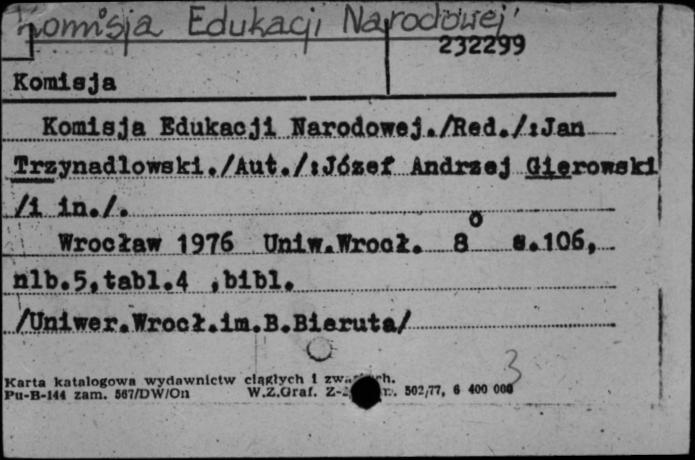 Komisja Edukacji Narodowej
232299
Komisja
Komisja Edukacji Narodowej./Red./:Jan
Trzynadlowski./Aut./:Józef Andrzej Gierowski
/i in./.
Wrocław 1976 Uniw.Wrocł. 8° s.106,
nlb.5,tabl.4 ,bibl.
/Uniwer.Wrocł.im.B.Bieruta/
3
Karta katalogowa wydawnictw ciągłych i
Pu-B-144 zam. 567/DW/On W.Z.Graf. 502/77, 6 400 000